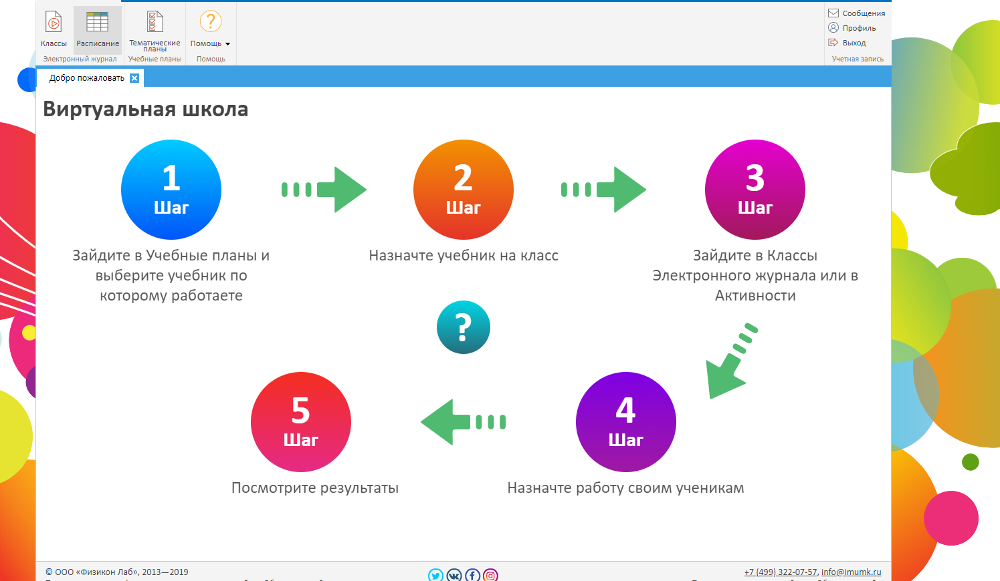 Классы
Расписание
Тематические
планы
Помощь
Электронный журнал
Учебные планы
Помощь
Сообщения
Профиль
Выход
Учетная запись
Добро пожаловать
Виртуальная школа
1
Шаг
2
Шаг
3
Шаг
Зайдите в Учебные планы и
выберите учебник по
которому работаете
Назначте учебник на класс
Зайдите в Классы
Электронного журнала или в
Активности
?
5
Шаг
4
Шаг
Посмотрите результаты
Назначте работу своим ученикам
© ООО «Физикон Лаб», 2013—2019
+7 (499) 322-07-57, info@imumk.ru